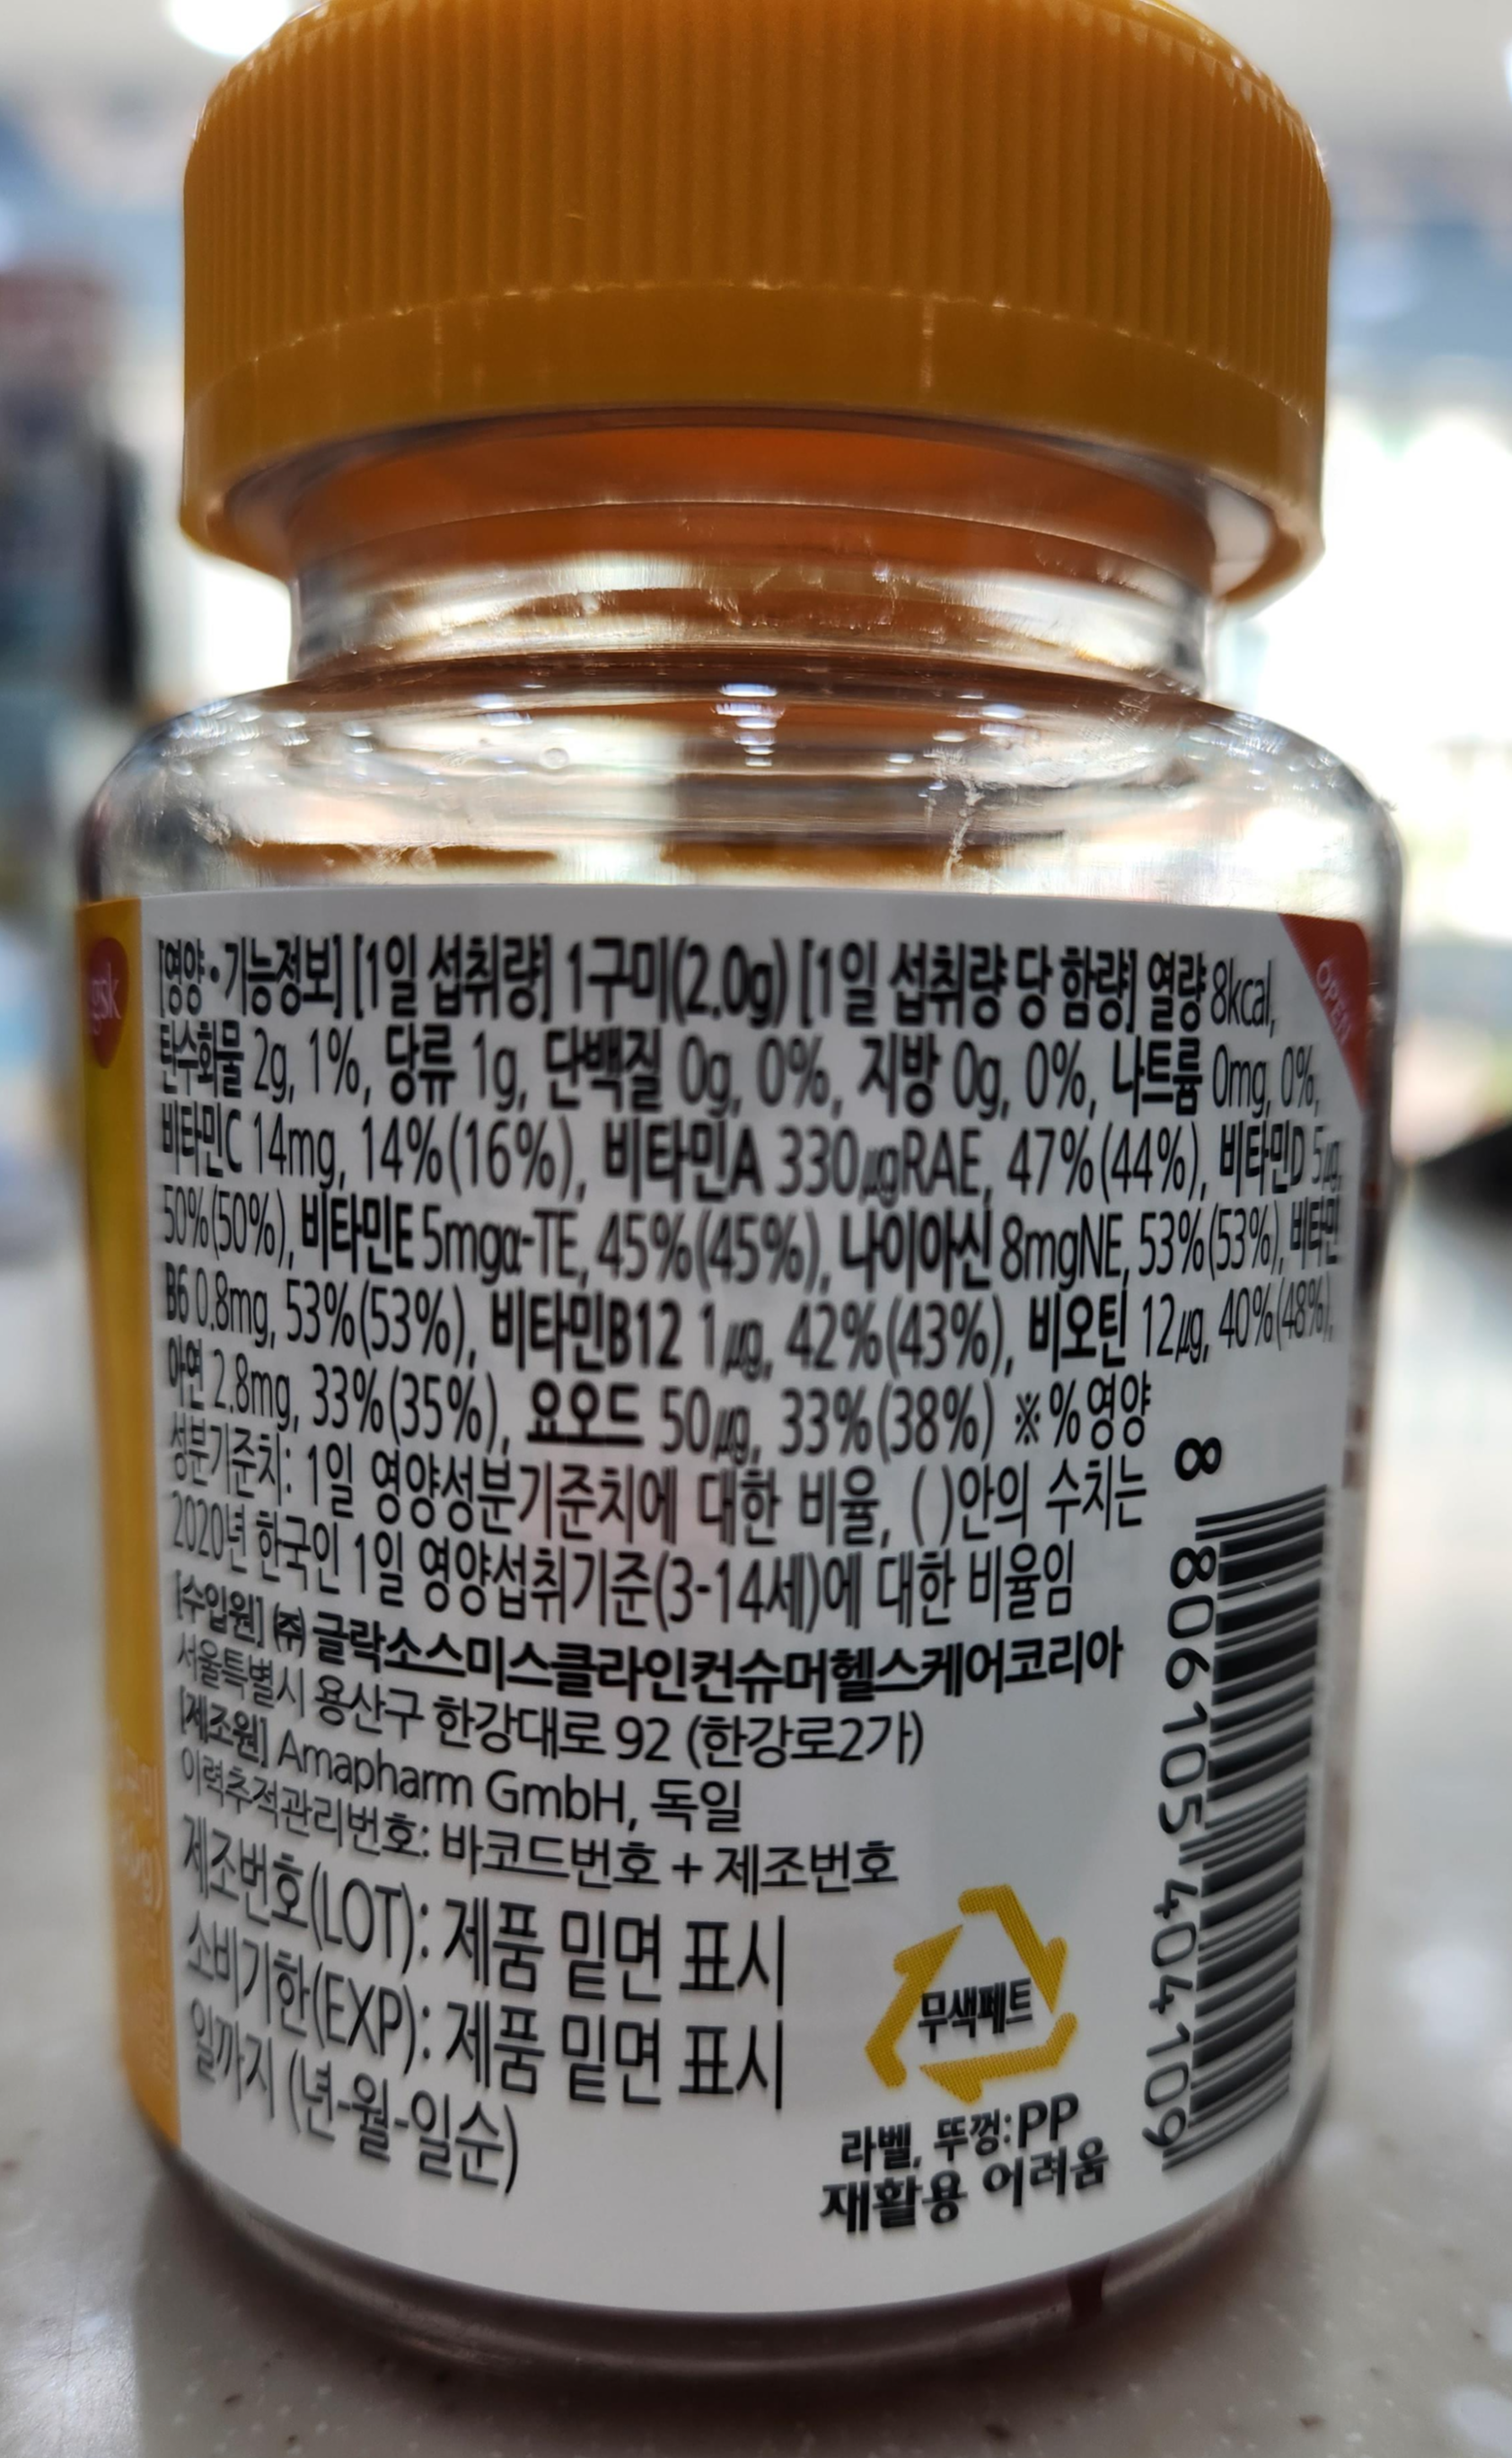 gsk
OPEN
[영양•기능정보] [1일 섭취량] 1구미(2.0g) [1일 섭취량 당 함량] 열량 8kcal,
탄수화물 2g, 1%, 당류 1g, 단백질 0g, 0%, 지방 0g, 0%, 나트륨 0mg, 0%,
비타민C 14mg, 14%(16%), 비타민A 330㎍RAE, 47%(44%), 비타민D 5㎍,
50%(50%), 비타민E 5mgα-TE, 45%(45%), 나이아신 8mgNE, 53%(53%), 비타민
B6 0.8mg, 53%(53%), 비타민B12 1㎍, 42%(43%), 비오틴 12㎍, 40%(48%),
아연 2.8mg, 33%(35%), 요오드 50㎍, 33%(38%) ※%영양
성분기준치: 1일 영양성분기준치에 대한 비율, ( )안의 수치는
2020년 한국인 1일 영양섭취기준(3-14세)에 대한 비율임
[수입원] ㈜ 글락소스미스클라인컨슈머헬스케어코리아
서울특별시 용산구 한강대로 92 (한강로2가)
[제조원] Amapharm GmbH, 독일
이력추적관리번호: 바코드번호 + 제조번호
제조번호(LOT): 제품 밑면 표시
소비기한(EXP): 제품 밑면 표시
일까지 (년-월-일순)
무색페트
라벨, 뚜껑:PP
재활용 어려움
8 806105 404109